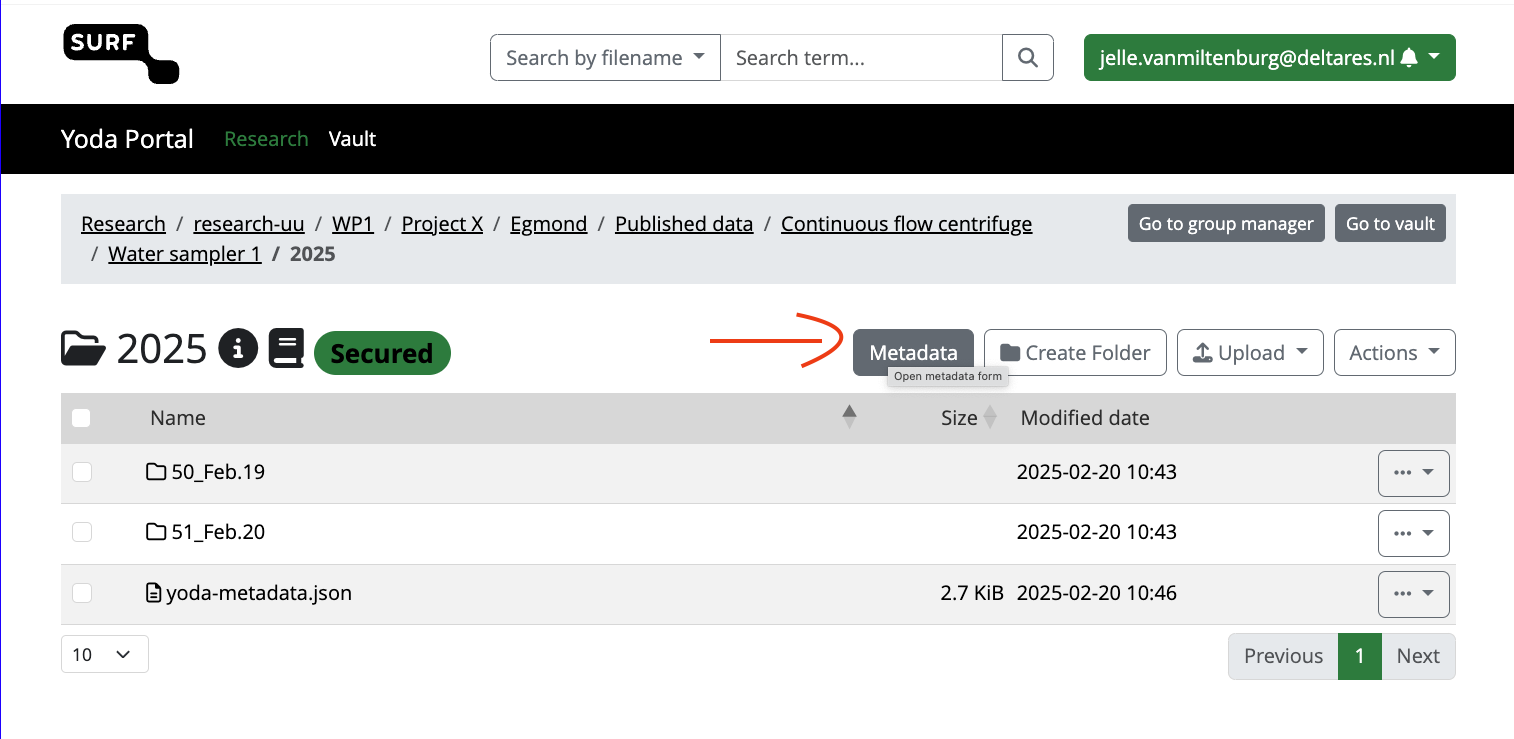 SURF
Search by filename Search term... jelle.vanmiltenburg@deltares.nl
Yoda Portal Research Vault
Research / research-uu / WP1 / Project X / Egmond / Published data / Continuous flow centrifuge Go to group manager Go to vault
/ Water sampler 1 / 2025
2025 Secured Metadata Create Folder Upload Actions
Open metadata form
Name Size Modified date
50_Feb.19 2025-02-20 10:43 ...
51_Feb.20 2025-02-20 10:43 ...
yoda-metadata.json 2.7 KiB 2025-02-20 10:46 ...
10 Previous 1 Next